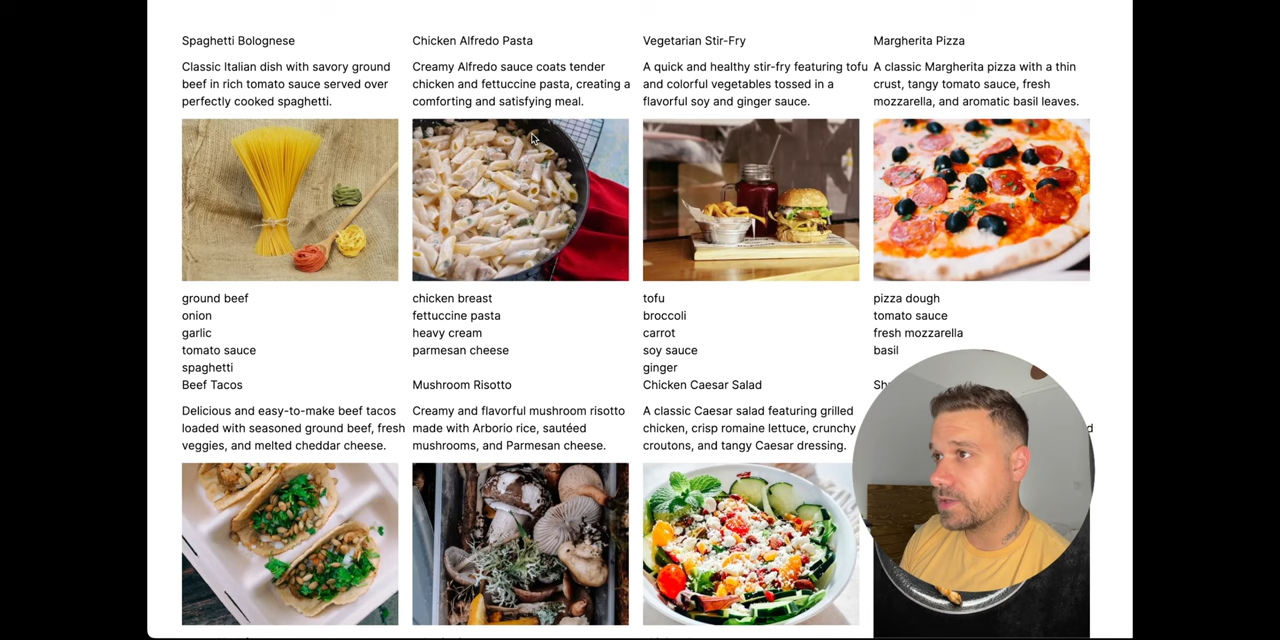 Spaghetti Bolognese
Classic Italian dish with savory ground
beef in rich tomato sauce served over
perfectly cooked spaghetti.
ground beef
onion
garlic
tomato sauce
spaghetti
Chicken Alfredo Pasta
Creamy Alfredo sauce coats tender
chicken and fettuccine pasta, creating a
comforting and satisfying meal.
chicken breast
fettuccine pasta
heavy cream
parmesan cheese
Vegetarian Stir-Fry
A quick and healthy stir-fry featuring tofu
and colorful vegetables tossed in a
flavorful soy and ginger sauce.
tofu
broccoli
carrot
soy sauce
ginger
Margherita Pizza
A classic Margherita pizza with a thin
crust, tangy tomato sauce, fresh
mozzarella, and aromatic basil leaves.
pizza dough
tomato sauce
fresh mozzarella
basil
Beef Tacos
Delicious and easy-to-make beef tacos
loaded with seasoned ground beef, fresh
veggies, and melted cheddar cheese.
Mushroom Risotto
Creamy and flavorful mushroom risotto
made with Arborio rice, sautéed
mushrooms, and Parmesan cheese.
Chicken Caesar Salad
A classic Caesar salad featuring grilled
chicken, crisp romaine lettuce, crunchy
croutons, and tangy Caesar dressing.